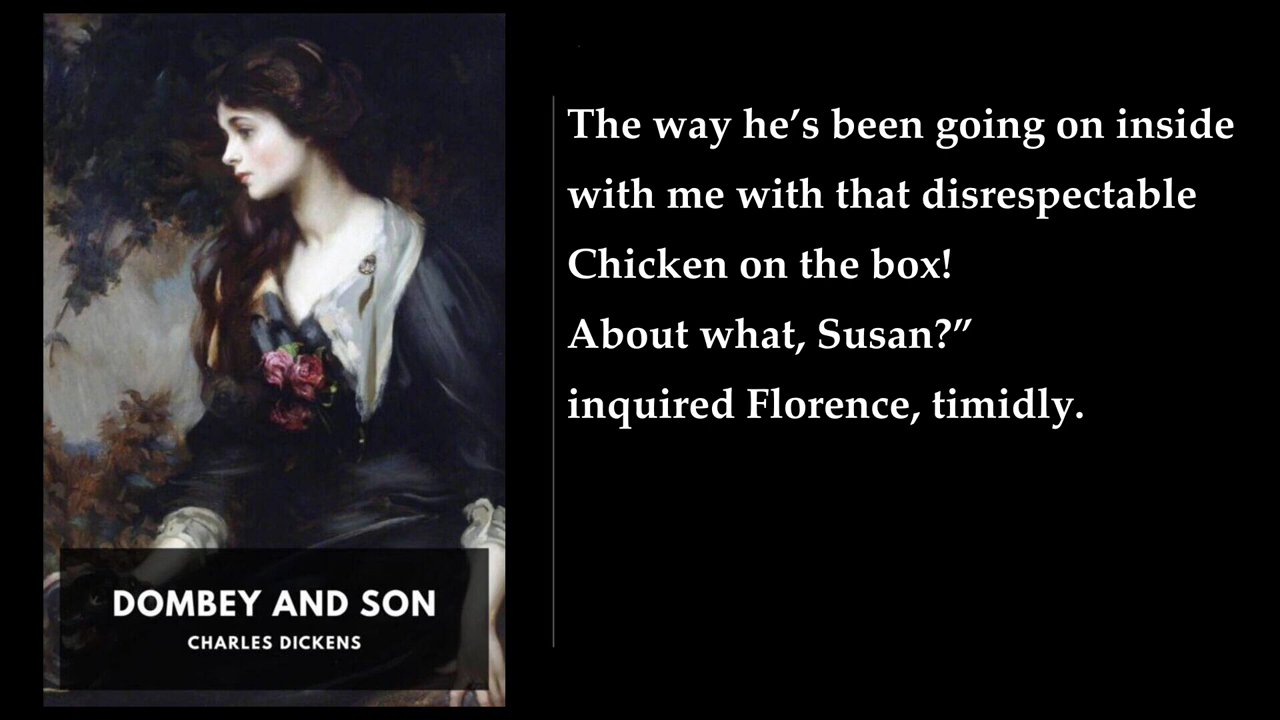 The way he’s been going on inside
with me with that disrespectable
Chicken on the box!
About what, Susan?”
inquired Florence, timidly.
DOMBEY AND SON
CHARLES DICKENS